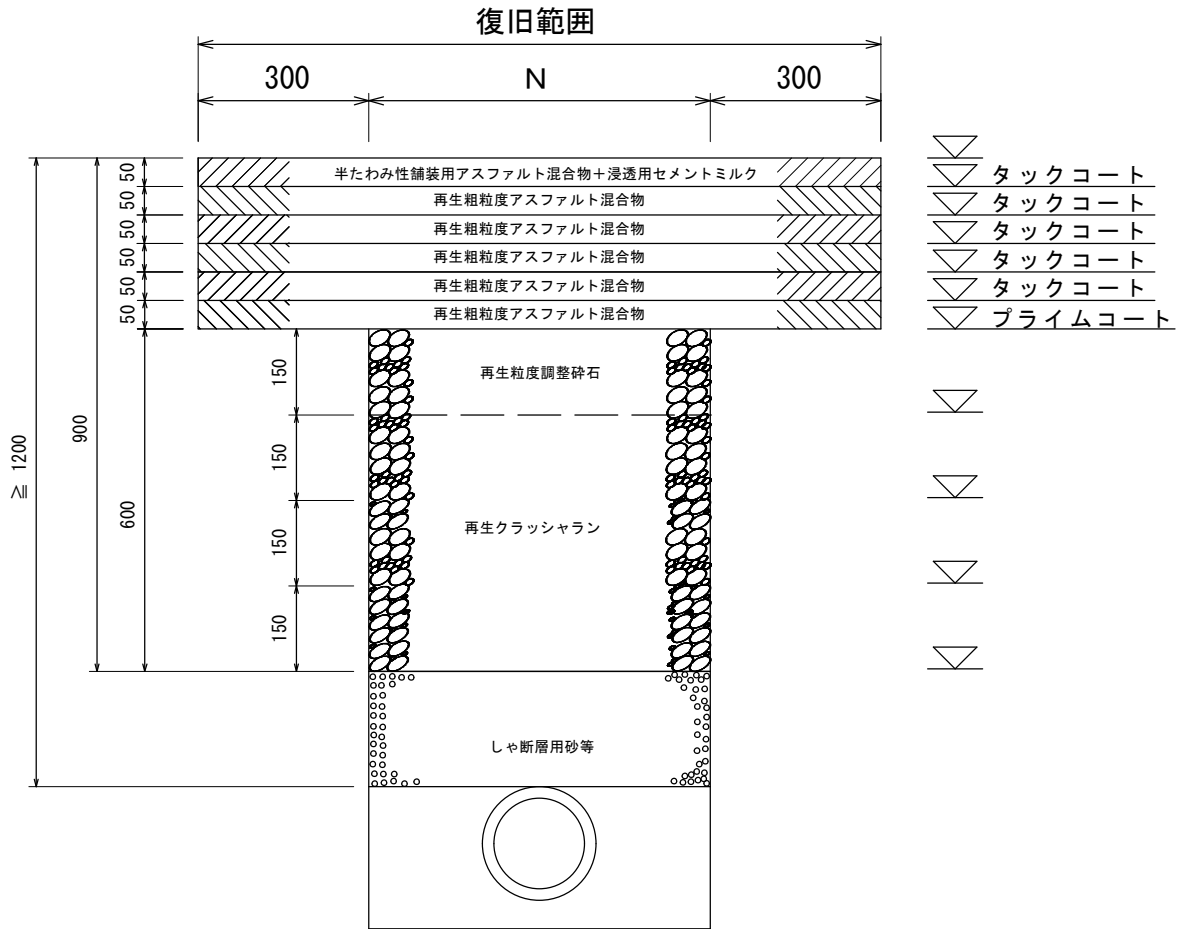 復旧範囲
300
N
300
半たわみ性舗装用アスファルト混合物＋浸透用セメントミルク
再生粗粒度アスファルト混合物
再生粗粒度アスファルト混合物
再生粗粒度アスファルト混合物
再生粗粒度アスファルト混合物
再生粗粒度アスファルト混合物
タックコート
タックコート
タックコート
タックコート
タックコート
プライムコート
50
50
50
50
50
50
再生粒度調整砕石
再生クラッシャラン
しゃ断層用砂等
150
150
150
150
600
900
≧ 1200